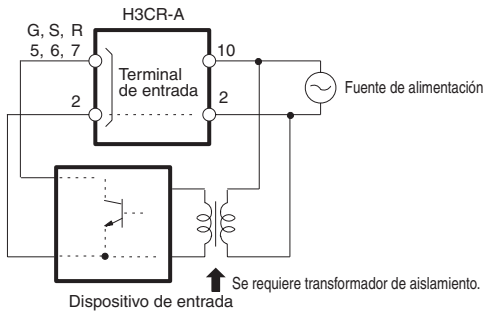 H3CR-A
G, S, R
5, 6, 7
10
Terminal
de entrada
2
2
Fuente de alimentación
Se requiere transformador de aislamiento.
Dispositivo de entrada